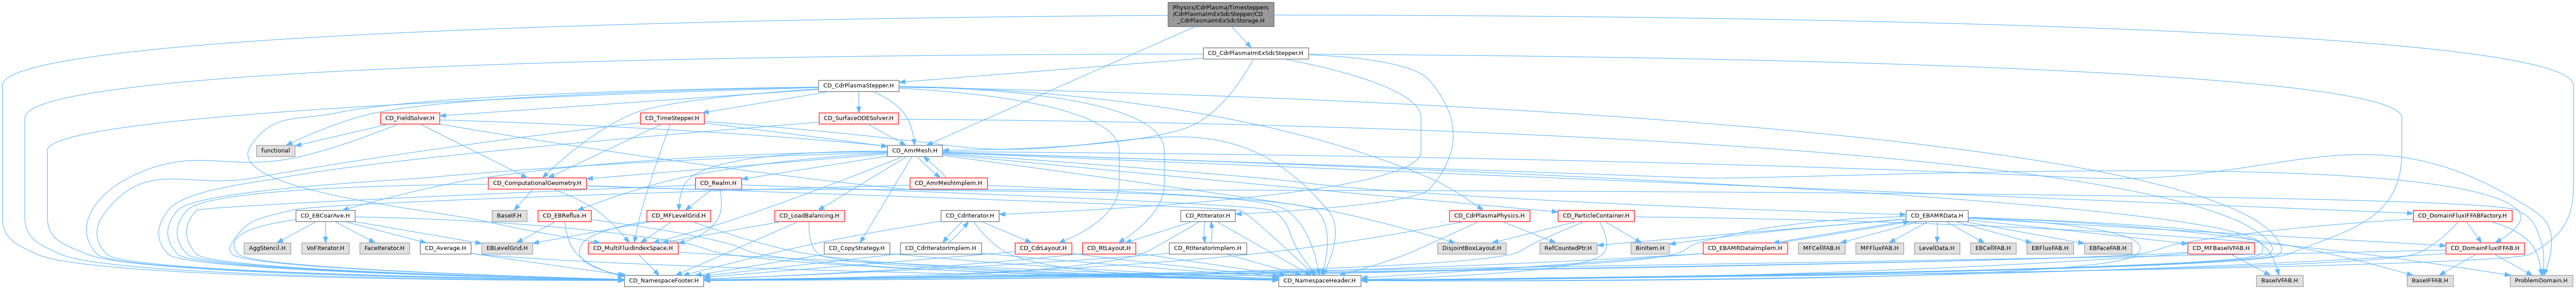 Physics/CdrPlasma/Timesteppers
/CdrPlasmaImExSdcStepper/CD
_CdrPlasmaImExSdcStorage.H
CD_CdrPlasmaImExSdcStepper.H
CD_CdrPlasmaStepper.H
CD_FieldSolver.H
CD_TimeStepper.H
CD_SurfaceODESolver.H
functional
CD_AmrMesh.H
CD_ComputationalGeometry.H
CD_Realm.H
CD_AmrMeshImplem.H
BaseIF.H
CD_EBCoarAve.H
CD_EBReflux.H
CD_MFLevelGrid.H
CD_LoadBalancing.H
CD_CdrIterator.H
CD_RtIterator.H
CD_CdrPlasmaPhysics.H
CD_ParticleContainer.H
CD_EBAMRData.H
CD_DomainFluxIFFABFactory.H
AggStencil.H
VoFIterator.H
FaceIterator.H
CD_Average.H
EBLevelGrid.H
CD_MultiFluidIndexSpace.H
CD_CopyStrategy.H
CD_CdrIteratorImplem.H
CD_CdrLayout.H
CD_RtLayout.H
CD_RtIteratorImplem.H
DisjointBoxLayout.H
RefCountedPtr.H
BinItem.H
CD_EBAMRDataImplem.H
MFCellFAB.H
MFFluxFAB.H
LevelData.H
EBCellFAB.H
EBFluxFAB.H
EBFaceFAB.H
CD_MFBaseIVFAB.H
CD_DomainFluxIFFAB.H
CD_NamespaceFooter.H
CD_NamespaceHeader.H
BaseIVFAB.H
BaseIFFAB.H
ProblemDomain.H